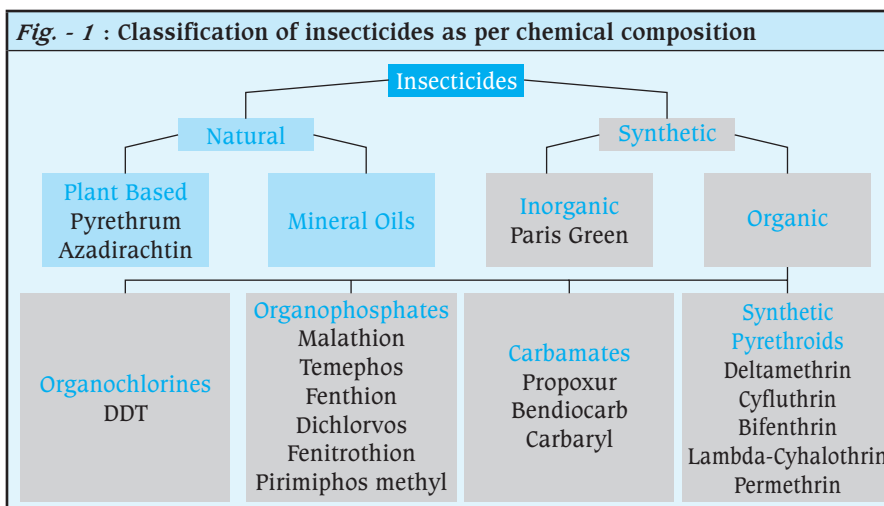 Fig. - 1 : Classification of insecticides as per chemical composition
Insecticides
Natural
Synthetic
Plant Based
Pyrethrum
Azadirachtin
Mineral Oils
Inorganic
Paris Green
Organic
Organochlorines
DDT
Organophosphates
Malathion
Temephos
Fenthion
Dichlorvos
Fenitrothion
Pirimiphos methyl
Carbamates
Propoxur
Bendiocarb
Carbaryl
Synthetic
Pyrethroids
Deltamethrin
Cyfluthrin
Bifenthrin
Lambda-Cyhalothrin
Permethrin